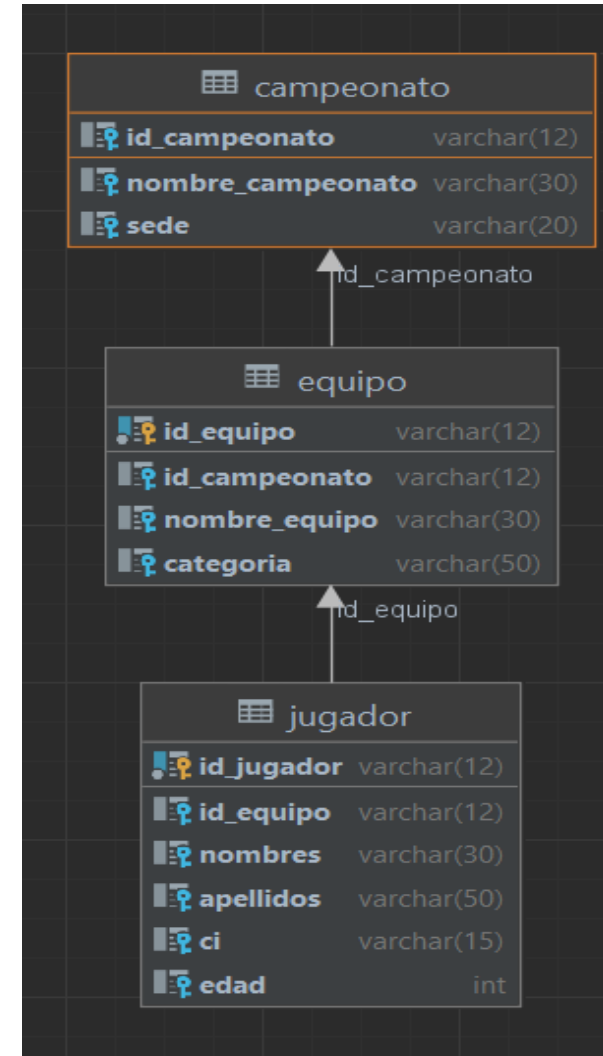 campeonato
id_campeonato varchar(12)
nombre_campeonato varchar(30)
sede varchar(20)
id_campeonato
equipo
id_equipo varchar(12)
id_campeonato varchar(12)
nombre_equipo varchar(30)
categoria varchar(50)
id_equipo
jugador
id_jugador varchar(12)
id_equipo varchar(12)
nombres varchar(30)
apellidos varchar(50)
ci varchar(15)
edad int